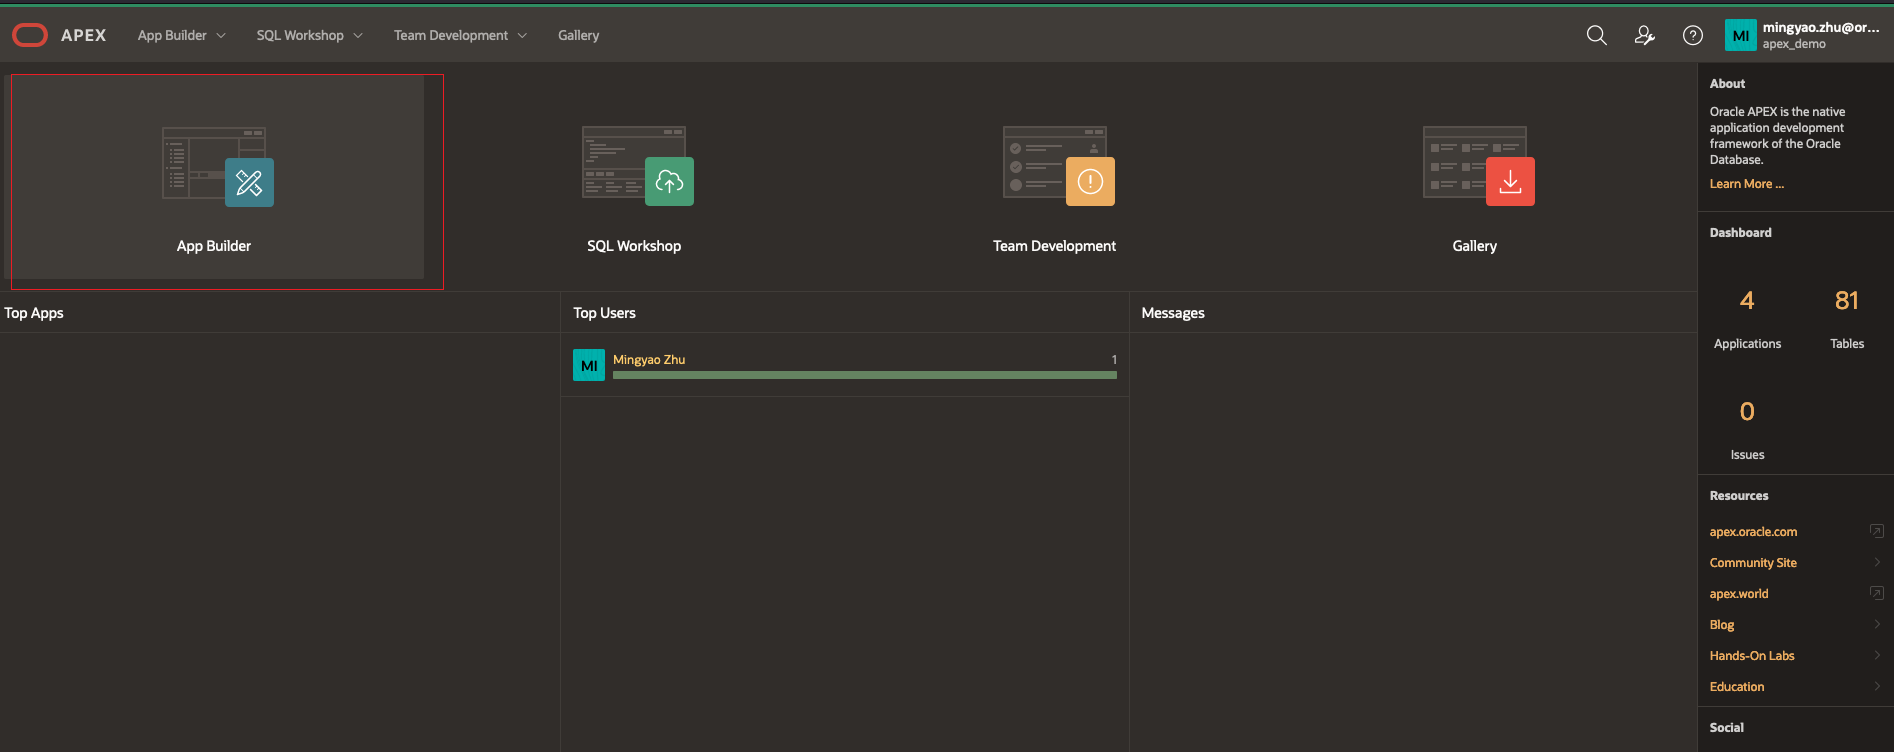 APEX App Builder SQL Workshop Team Development Gallery
MI mingyao.zhu@or...
apex_demo
App Builder
SQL Workshop
Team Development
Gallery
Top Apps
Top Users
MI Mingyao Zhu 1
Messages
About
Oracle APEX is the native
application development
framework of the Oracle
Database.
Learn More ...
Dashboard
4 81
Applications Tables
0
Issues
Resources
apex.oracle.com
Community Site
apex.world
Blog
Hands-On Labs
Education
Social